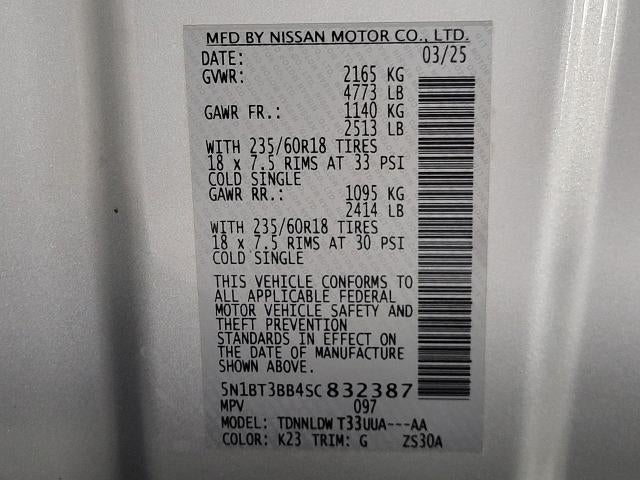 MFD BY NISSAN MOTOR CO., LTD.
DATE: 03/25
GVWR: 2165 KG
4773 LB
GAWR FR.: 1140 KG
2513 LB
WITH 235/60R18 TIRES
18 x 7.5 RIMS AT 33 PSI
COLD SINGLE
GAWR RR.: 1095 KG
2414 LB
WITH 235/60R18 TIRES
18 x 7.5 RIMS AT 30 PSI
COLD SINGLE
THIS VEHICLE CONFORMS TO
ALL APPLICABLE FEDERAL
MOTOR VEHICLE SAFETY AND
THEFT PREVENTION
STANDARDS IN EFFECT ON
THE DATE OF MANUFACTURE
SHOWN ABOVE.
5N1BT3BB4SC832387
MPV 097
MODEL: TDNNLDW T33UUA---AA
COLOR: K23 TRIM: G ZS30A